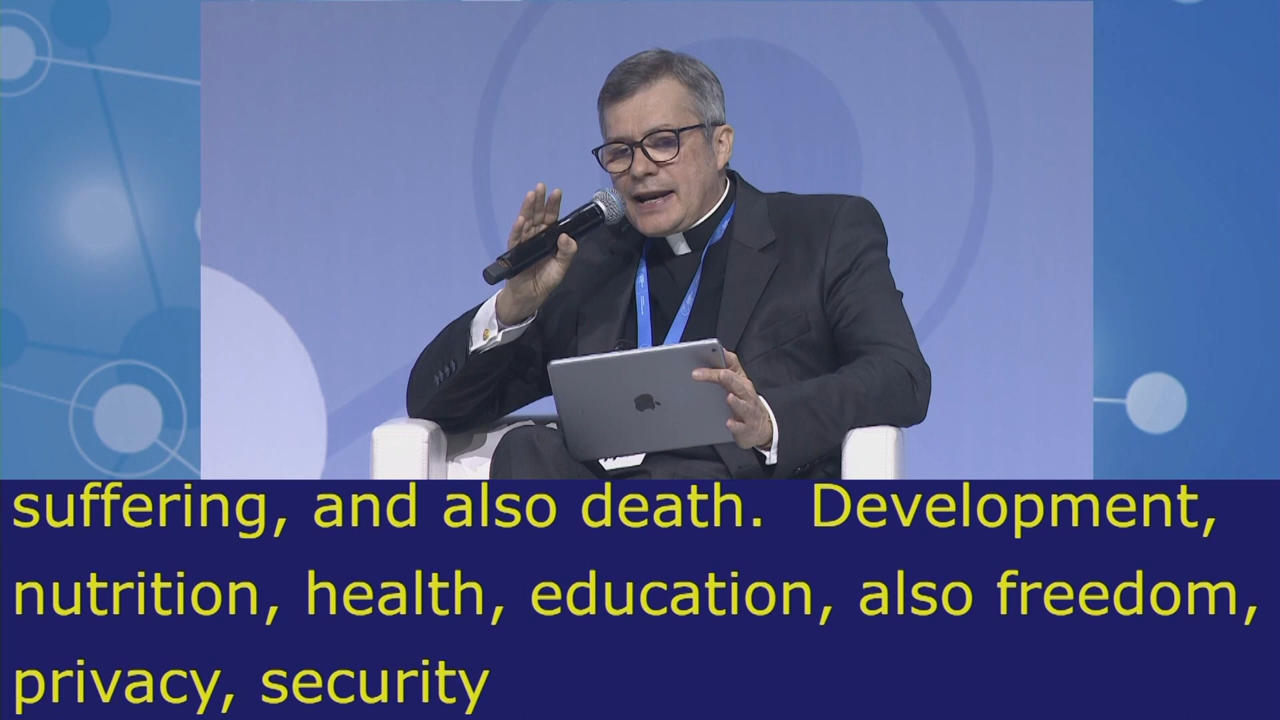 suffering, and also death.  Development,
nutrition, health, education, also freedom,
privacy, security